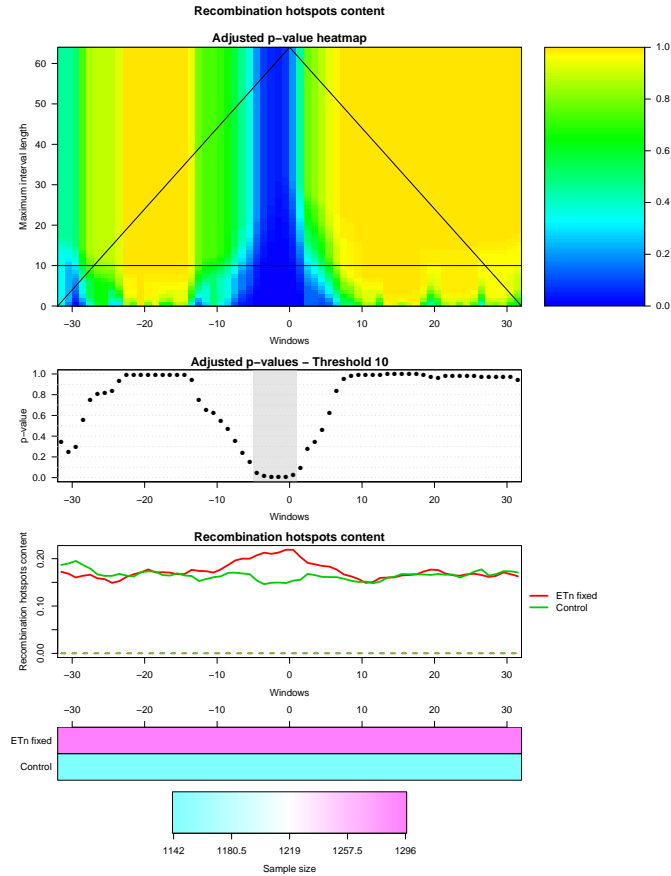 Recombination hotspots content
Adjusted p-value heatmap
Maximum interval length
60
50
40
30
20
10
0
−30 −20 −10 0 10 20 30
Windows
1.0
0.8
0.6
0.4
0.2
0.0
Adjusted p-values − Threshold 10
p-value
1.0
0.8
0.6
0.4
0.2
0.0
−30 −20 −10 0 10 20 30
Windows
Recombination hotspots content
Recombination hotspots content
0.20
0.10
0.00
−30 −20 −10 0 10 20 30
Windows
ETn fixed
Control
−30 −20 −10 0 10 20 30
ETn fixed
Control
1142 1180.5 1219 1257.5 1296
Sample size